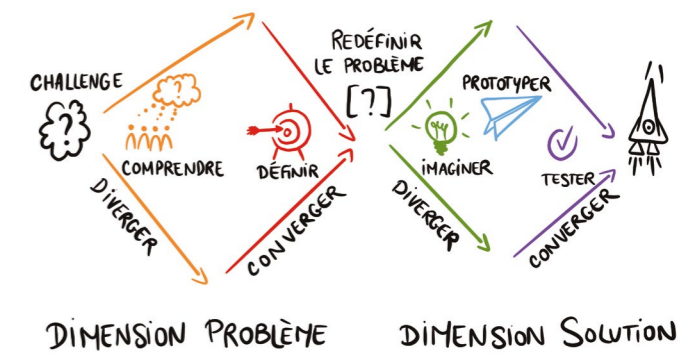 CHALLENGE
?
?
COMPRENDRE
DIVERGER
DÉFINIR
CONVERGER
REDÉFINIR
LE PROBLÈME
[?]
IMAGINER
PROTOTYPER
DIVERGER
TESTER
CONVERGER
DIMENSION PROBLÈME
DIMENSION SOLUTION